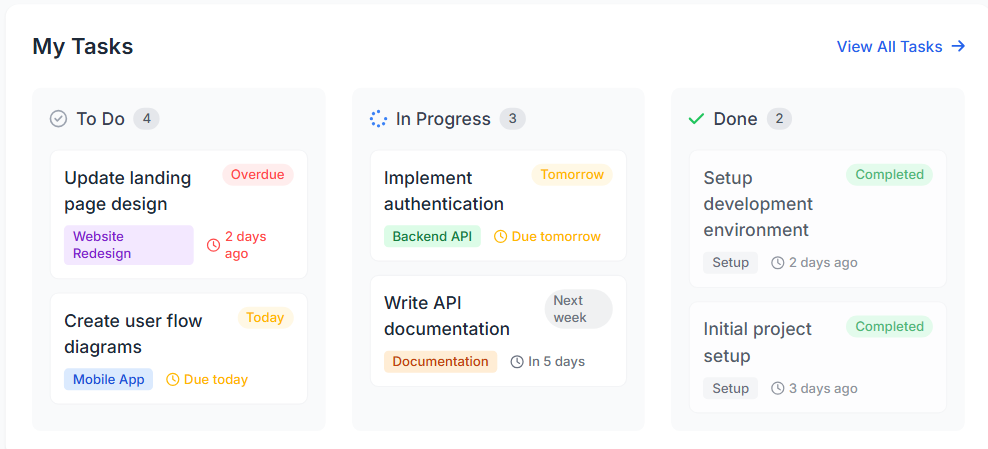 My Tasks
View All Tasks
To Do 4
Update landing
page design
Overdue
Website
Redesign
2 days
ago
Create user flow
diagrams
Today
Mobile App
Due today
In Progress 3
Implement
authentication
Tomorrow
Backend API
Due tomorrow
Write API
documentation
Next
week
Documentation
In 5 days
Done 2
Setup
development
environment
Completed
Setup
2 days ago
Initial project
setup
Completed
Setup
3 days ago